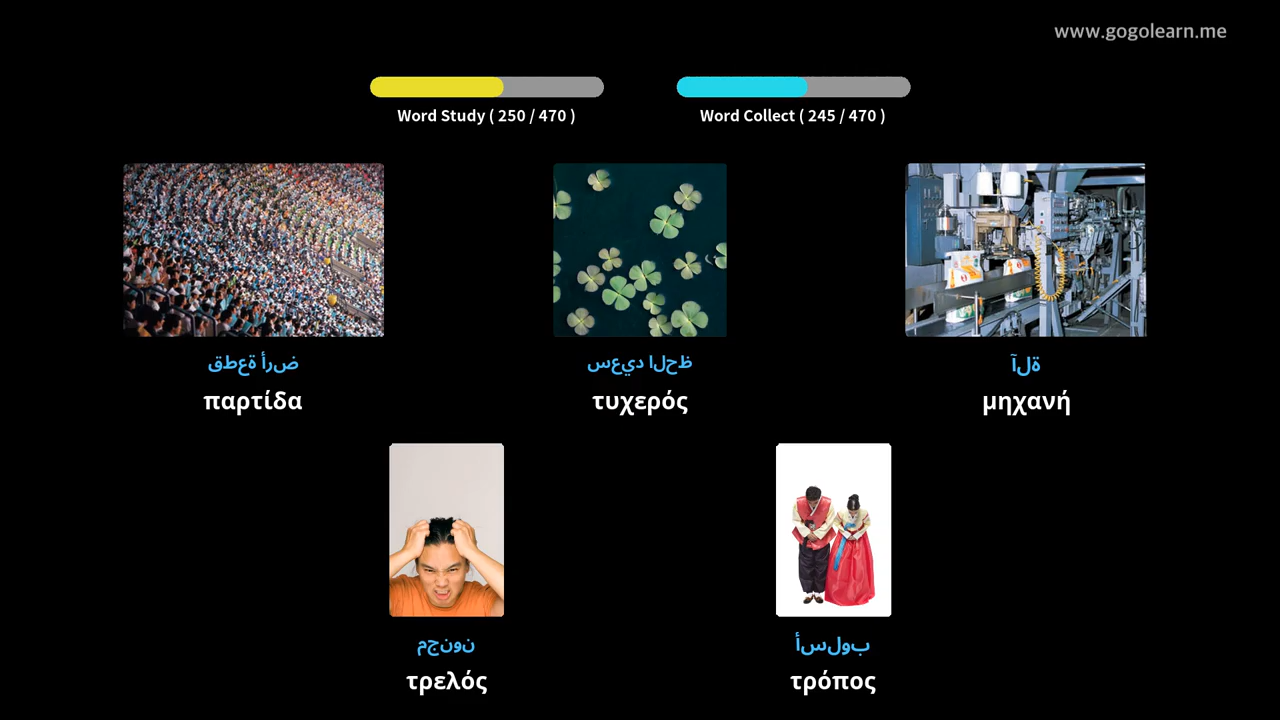 www.gogolearn.me
Word Study ( 250 / 470 )
Word Collect ( 245 / 470 )
قطعة أرض
παρτίδα
سعيد الحظ
τυχερός
آلة
μηχανή
مجنون
τρελός
أسلوب
τρόπος